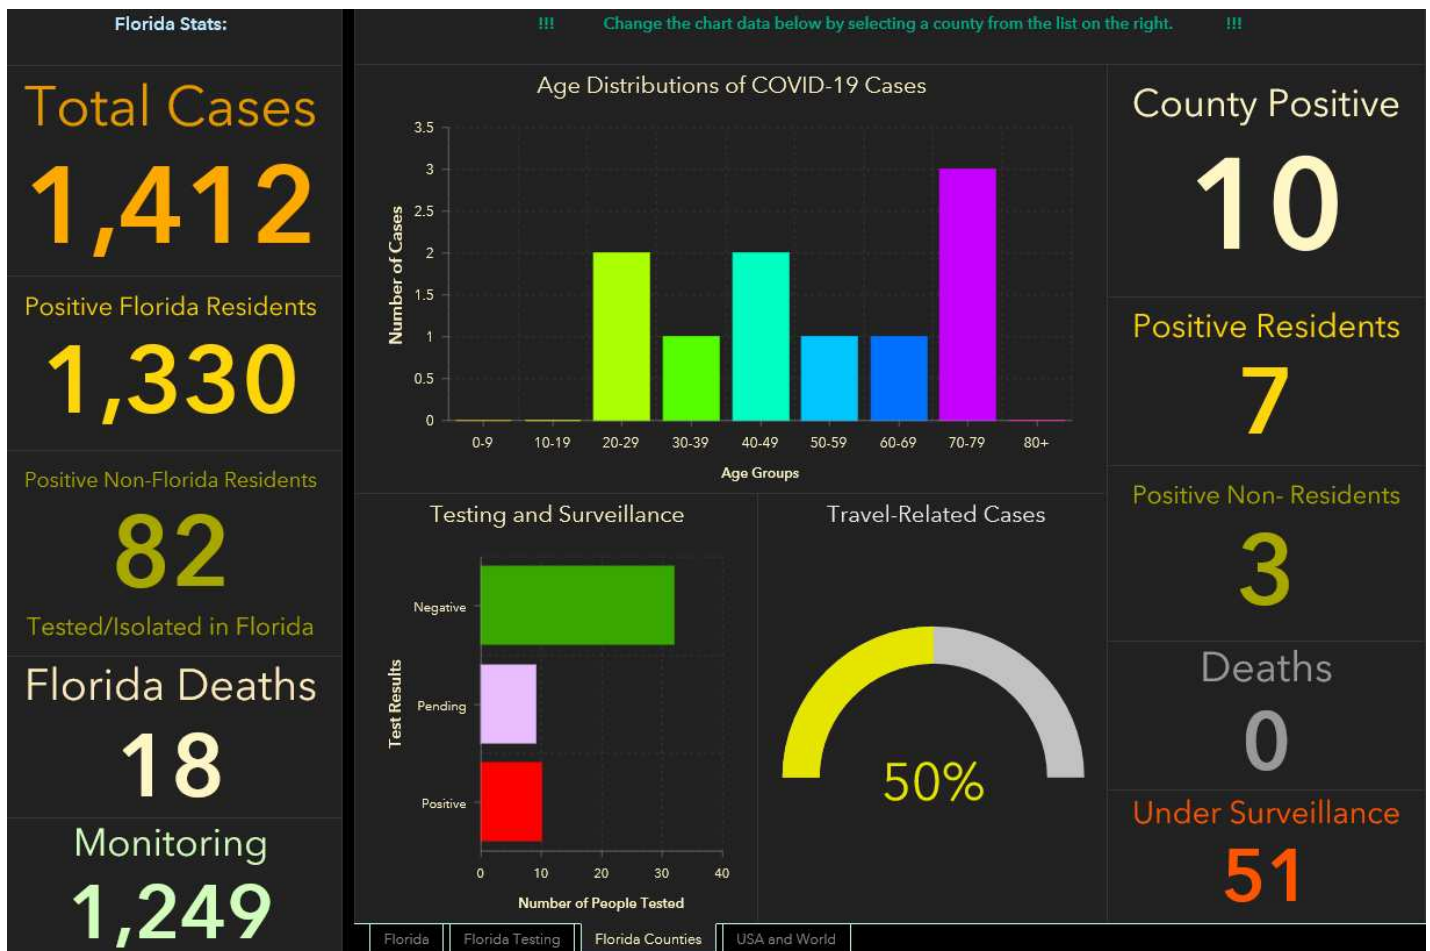 Florida Stats:
Total Cases
1,412
Positive Florida Residents
1,330
Positive Non-Florida Residents
82
Tested/Isolated in Florida
Florida Deaths
18
Monitoring
1,249
!!! Change the chart data below by selecting a county from the list on the right. !!!
Age Distributions of COVID-19 Cases
Number of Cases
3.5
3
2.5
2
1.5
1
0.5
0
0-9 10-19 20-29 30-39 40-49 50-59 60-69 70-79 80+
Age Groups
Testing and Surveillance
Test Results
Negative
Pending
Positive
0 10 20 30 40
Number of People Tested
Travel-Related Cases
50%
County Positive
10
Positive Residents
7
Positive Non- Residents
3
Deaths
0
Under Surveillance
51
Florida Florida Testing Florida Counties USA and World